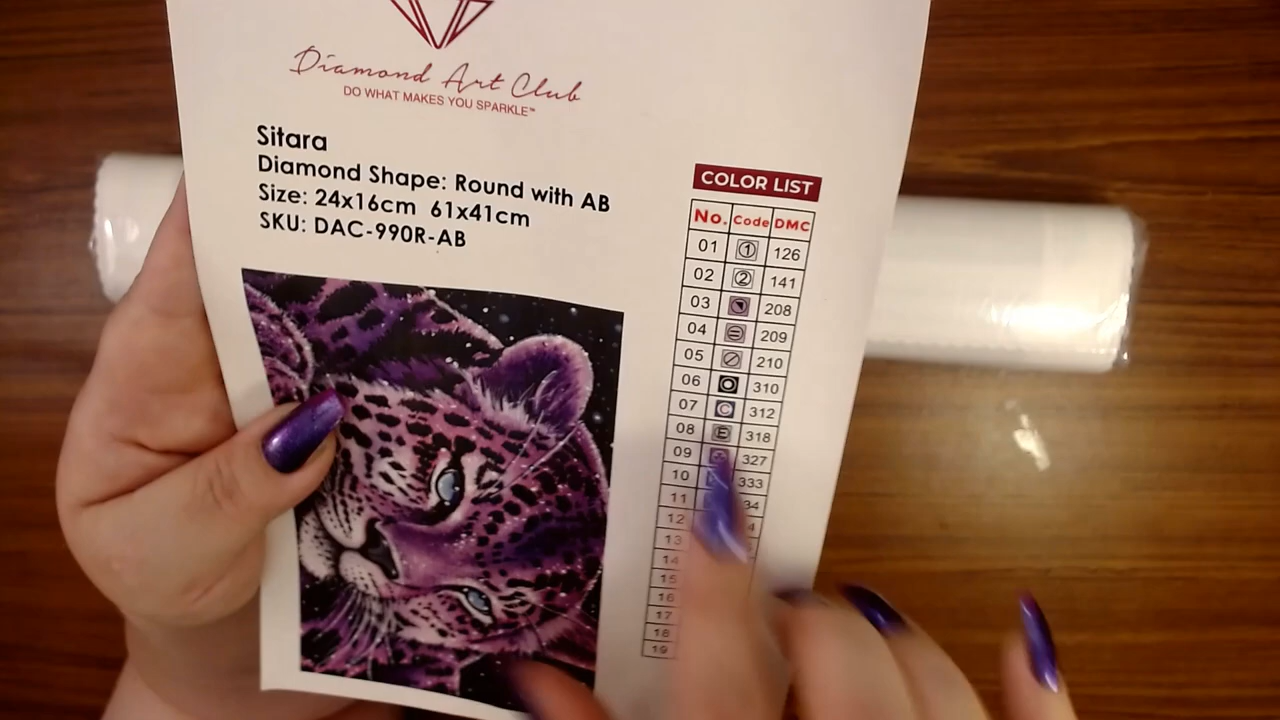 Diamond Art Club
DO WHAT MAKES YOU SPARKLE™
Sitara
Diamond Shape: Round with AB
Size: 24x16cm 61x41cm
SKU: DAC-990R-AB
COLOR LIST
No. Code DMC
01 1 126
02 2 141
03 208
04 209
05 210
06 310
07 C 312
08 E 318
09 327
10 333
11
12
13
14
15
16
17
18
19